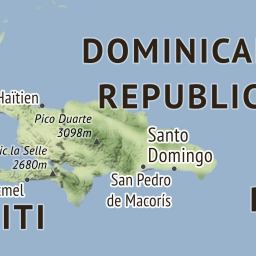 DOMINICA
REPUBLIC
Haïtien
Pico Duarte
3098m
ic la Selle
2680m
Santo
Domingo
San Pedro
de Macorís
mel
ITI